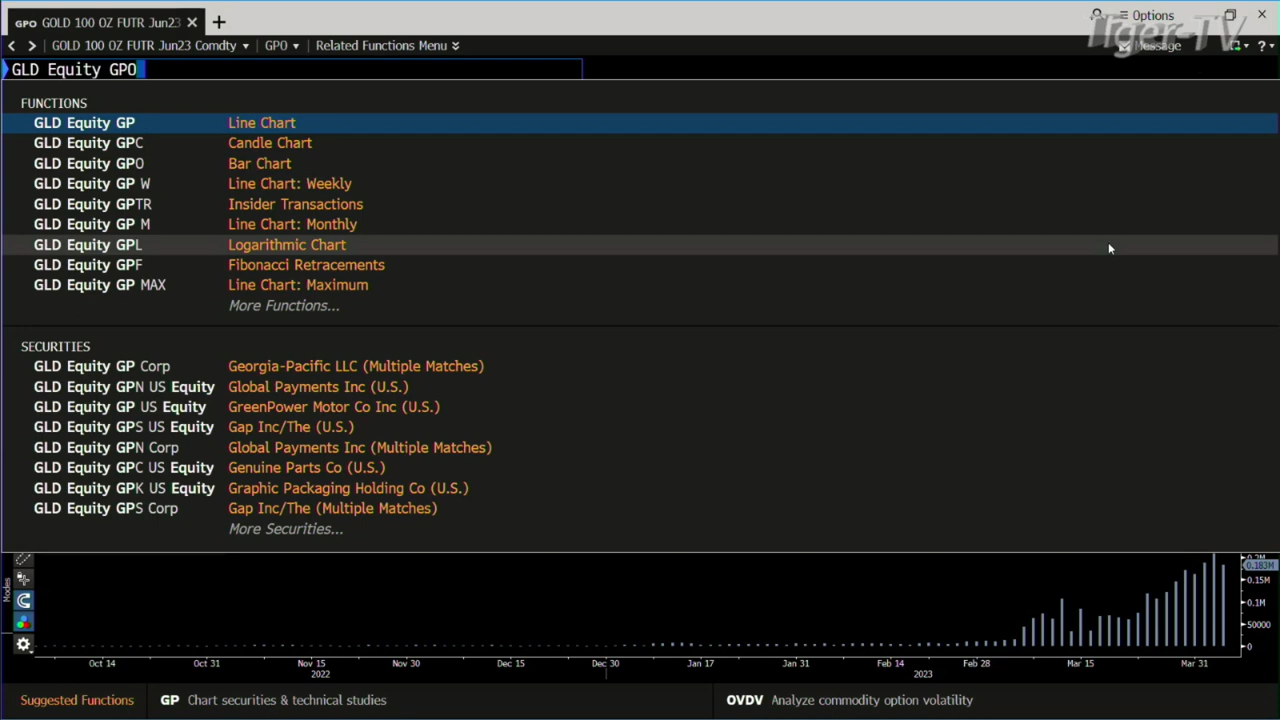 GPO GOLD 100 OZ FUTR Jun23
Options
Tiger-TV
GOLD 100 OZ FUTR Jun23 Comdty GPO Related Functions Menu Message ?
GLD Equity GPO
FUNCTIONS
GLD Equity GP Line Chart
GLD Equity GPC Candle Chart
GLD Equity GPO Bar Chart
GLD Equity GP W Line Chart: Weekly
GLD Equity GPTR Insider Transactions
GLD Equity GP M Line Chart: Monthly
GLD Equity GPL Logarithmic Chart
GLD Equity GPF Fibonacci Retracements
GLD Equity GP MAX Line Chart: Maximum
More Functions...
SECURITIES
GLD Equity GP Corp Georgia-Pacific LLC (Multiple Matches)
GLD Equity GPN US Equity Global Payments Inc (U.S.)
GLD Equity GP US Equity GreenPower Motor Co Inc (U.S.)
GLD Equity GPS US Equity Gap Inc/The (U.S.)
GLD Equity GPN Corp Global Payments Inc (Multiple Matches)
GLD Equity GPC US Equity Genuine Parts Co (U.S.)
GLD Equity GPK US Equity Graphic Packaging Holding Co (U.S.)
GLD Equity GPS Corp Gap Inc/The (Multiple Matches)
More Securities...
0.2M
0.183M
0.15M
0.1M
50000
0
Modes
Oct 14 Oct 31 Nov 15 Nov 30 Dec 15 Dec 30 Jan 17 Jan 31 Feb 14 Feb 28 Mar 15 Mar 31
2022 2023
Suggested Functions GP Chart securities & technical studies OVDV Analyze commodity option volatility